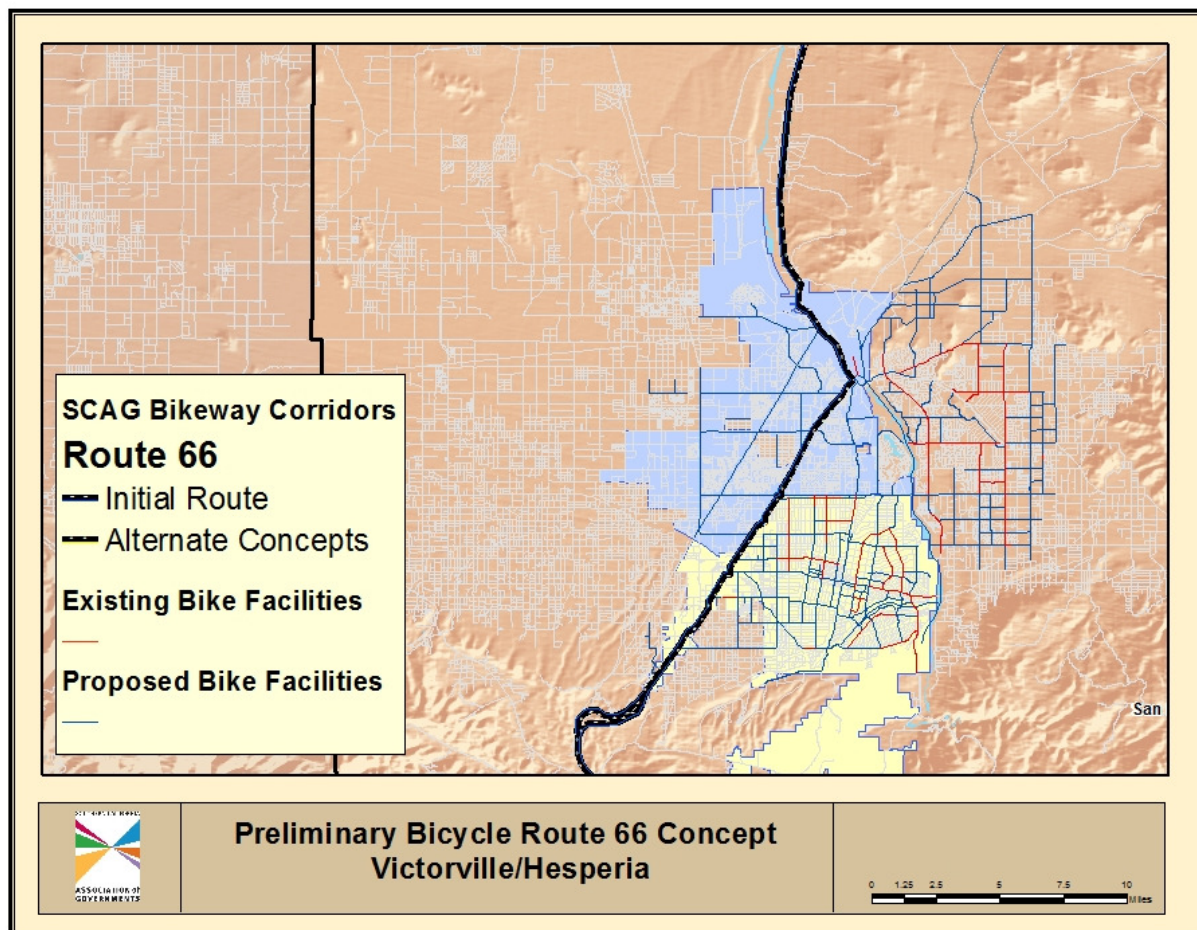 SCAG Bikeway Corridors
Route 66
Initial Route
Alternate Concepts
Existing Bike Facilities
Proposed Bike Facilities
San
ASSOCIATION of
GOVERNMENTS
Preliminary Bicycle Route 66 Concept
Victorville/Hesperia
0 1.25 2.5 5 7.5 10
Miles